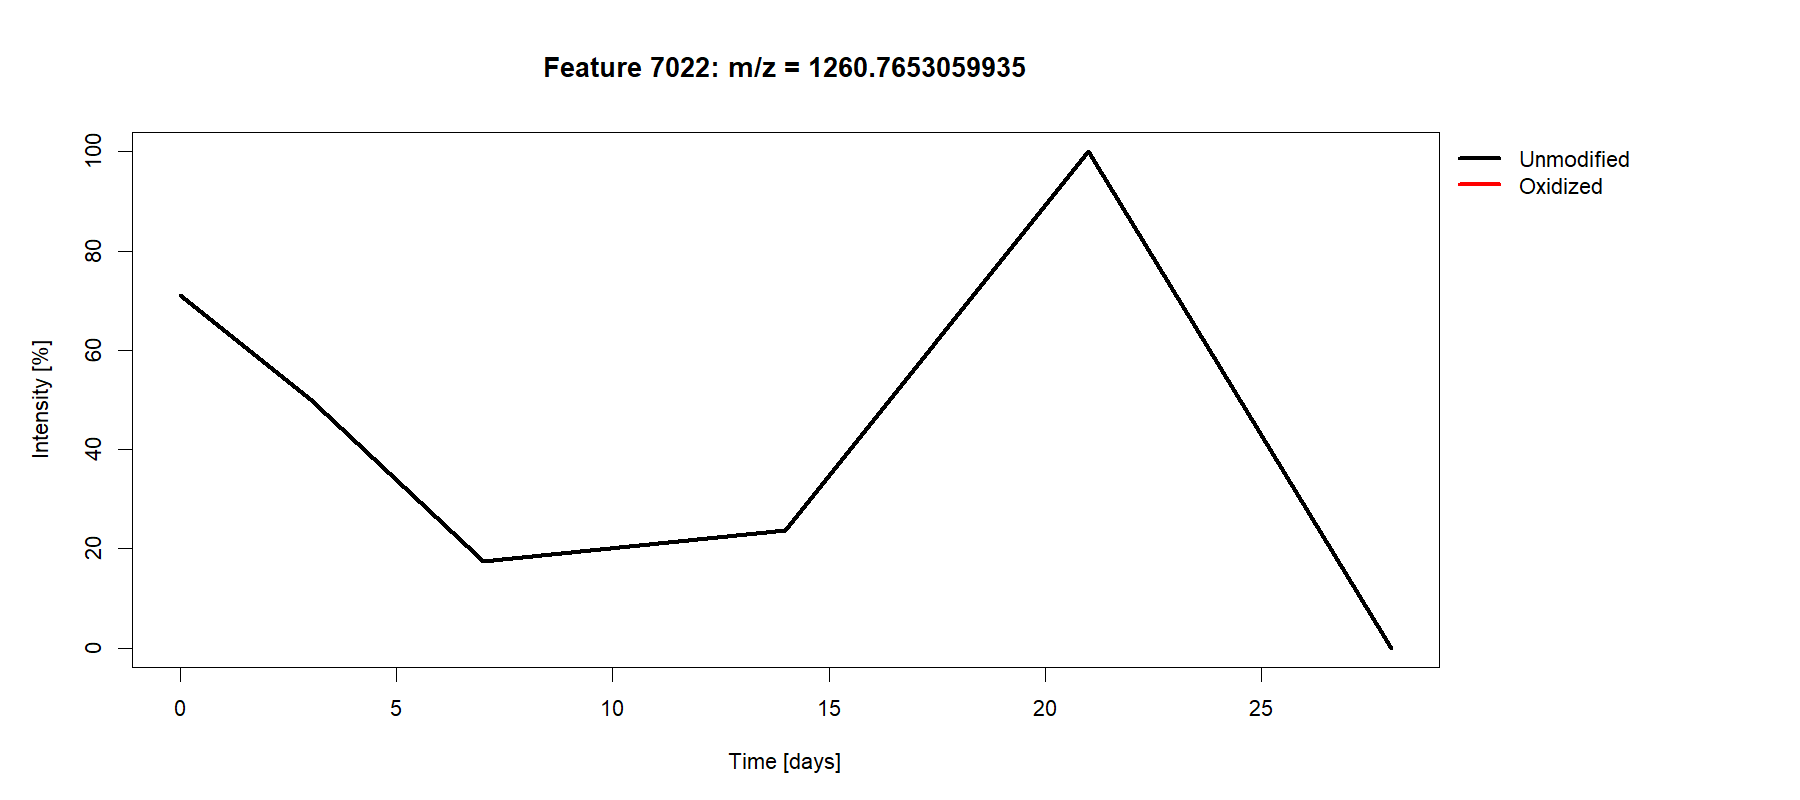 Feature 7022: m/z = 1260.7653059935
Unmodified
Oxidized
Intensity [%]
100
80
60
40
20
0
0 5 10 15 20 25
Time [days]